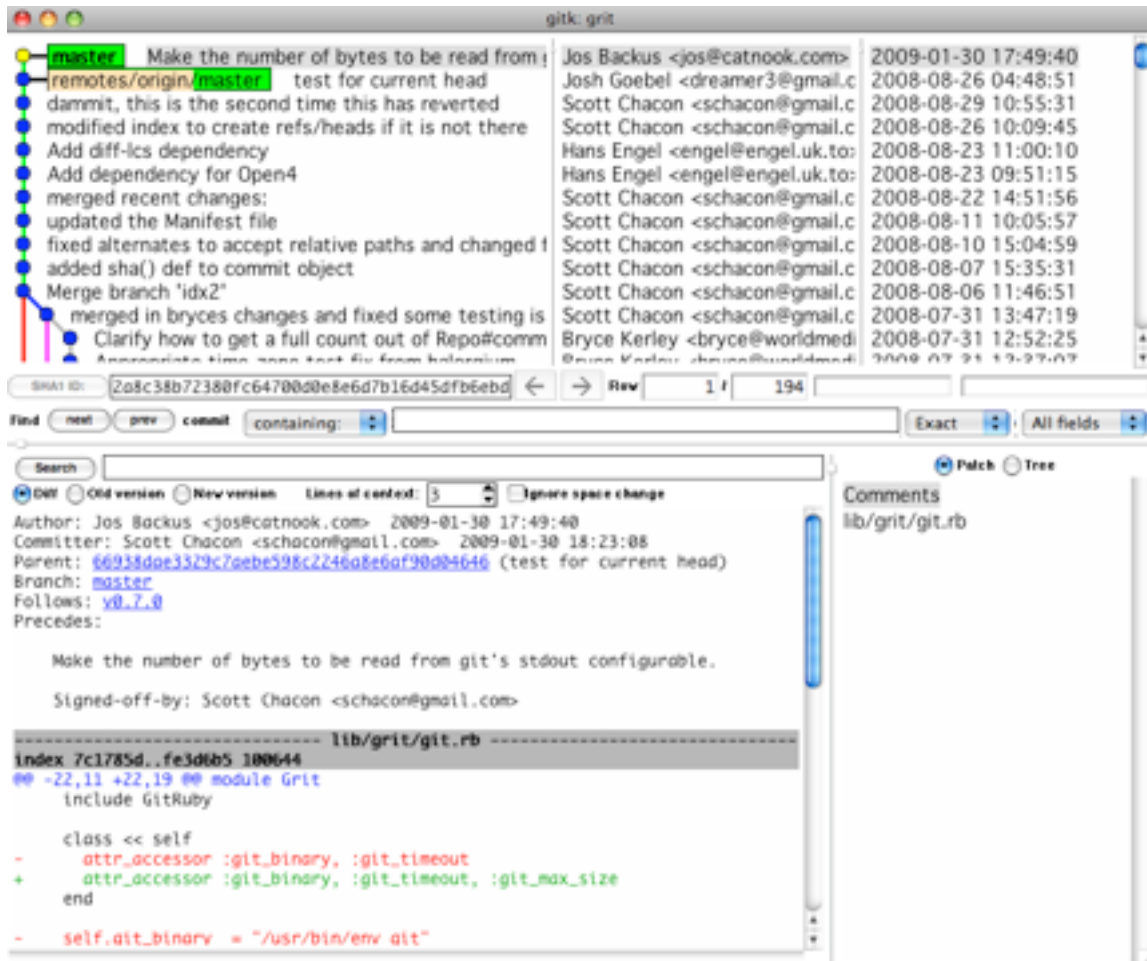 gitk: grit
master Make the number of bytes to be read from Jos Backus <jos@catnook.com> 2009-01-30 17:49:40
remotes/origin/master test for current head Josh Goebel <dreamer3@gmail.c 2008-08-26 04:48:51
dammit, this is the second time this has reverted Scott Chacon <schacon@gmail.c 2008-08-29 10:55:31
modified index to create refs/heads if it is not there Scott Chacon <schacon@gmail.c 2008-08-26 10:09:45
Add diff-lcs dependency Hans Engel <engel@engel.uk.to> 2008-08-23 11:00:10
Add dependency for Open4 Hans Engel <engel@engel.uk.to> 2008-08-23 09:51:15
merged recent changes: Scott Chacon <schacon@gmail.c 2008-08-22 14:51:56
updated the Manifest file Scott Chacon <schacon@gmail.c 2008-08-11 10:05:57
fixed alternates to accept relative paths and changed f Scott Chacon <schacon@gmail.c 2008-08-10 15:04:59
added sha() def to commit object Scott Chacon <schacon@gmail.c 2008-08-07 15:35:31
Merge branch 'idx2' Scott Chacon <schacon@gmail.c 2008-08-06 11:46:51
merged in bryces changes and fixed some testing is Scott Chacon <schacon@gmail.c 2008-07-31 13:47:19
Clarify how to get a full count out of Repo#comm Bryce Kerley <bryce@worldmedi 2008-07-31 12:52:25
Appropriate time-zone test fix from halorgium Bryce Kerley <bryce@worldmedi 2008-07-31 12:37:07
SHA1 ID: 2a8c38b72380fc64700d0e8e6d7b16d45dfb6ebd Row 1 / 194
Find next prev commit containing: Exact All fields
Search Patch Tree
Diff Old version New version Lines of context: 3 Ignore space change
Comments
lib/grit/git.rb
Author: Jos Backus <jos@catnook.com> 2009-01-30 17:49:40
Committer: Scott Chacon <schacon@gmail.com> 2009-01-30 18:23:08
Parent: 66938dae3329c7aebe598c2246a8e6af90d04646 (test for current head)
Branch: master
Follows: v0.7.0
Precedes:
Make the number of bytes to be read from git's stdout configurable.
Signed-off-by: Scott Chacon <schacon@gmail.com>
------------------------------- lib/grit/git.rb -------------------------------
index 7c1785d..fe3d6b5 100644
@@ -22,11 +22,19 @@ module Grit
include GitRuby
class << self
- attr_accessor :git_binary, :git_timeout
+ attr_accessor :git_binary, :git_timeout, :git_max_size
end
- self.git_binary = "/usr/bin/env git"